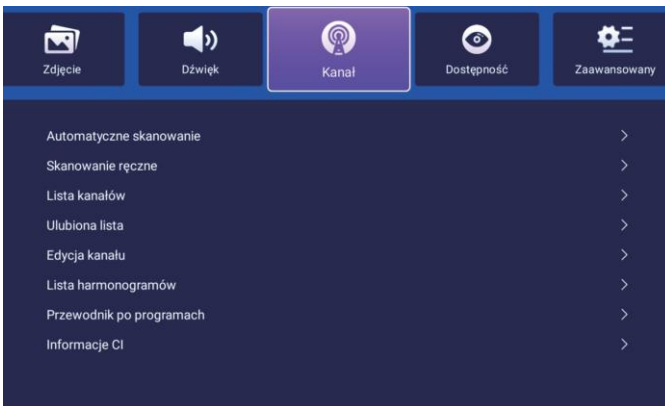 Zdjęcie
Dźwięk
Kanał
Dostępność
Zaawansowany
Automatyczne skanowanie
Skanowanie ręczne
Lista kanałów
Ulubiona lista
Edycja kanału
Lista harmonogramów
Przewodnik po programach
Informacje CI